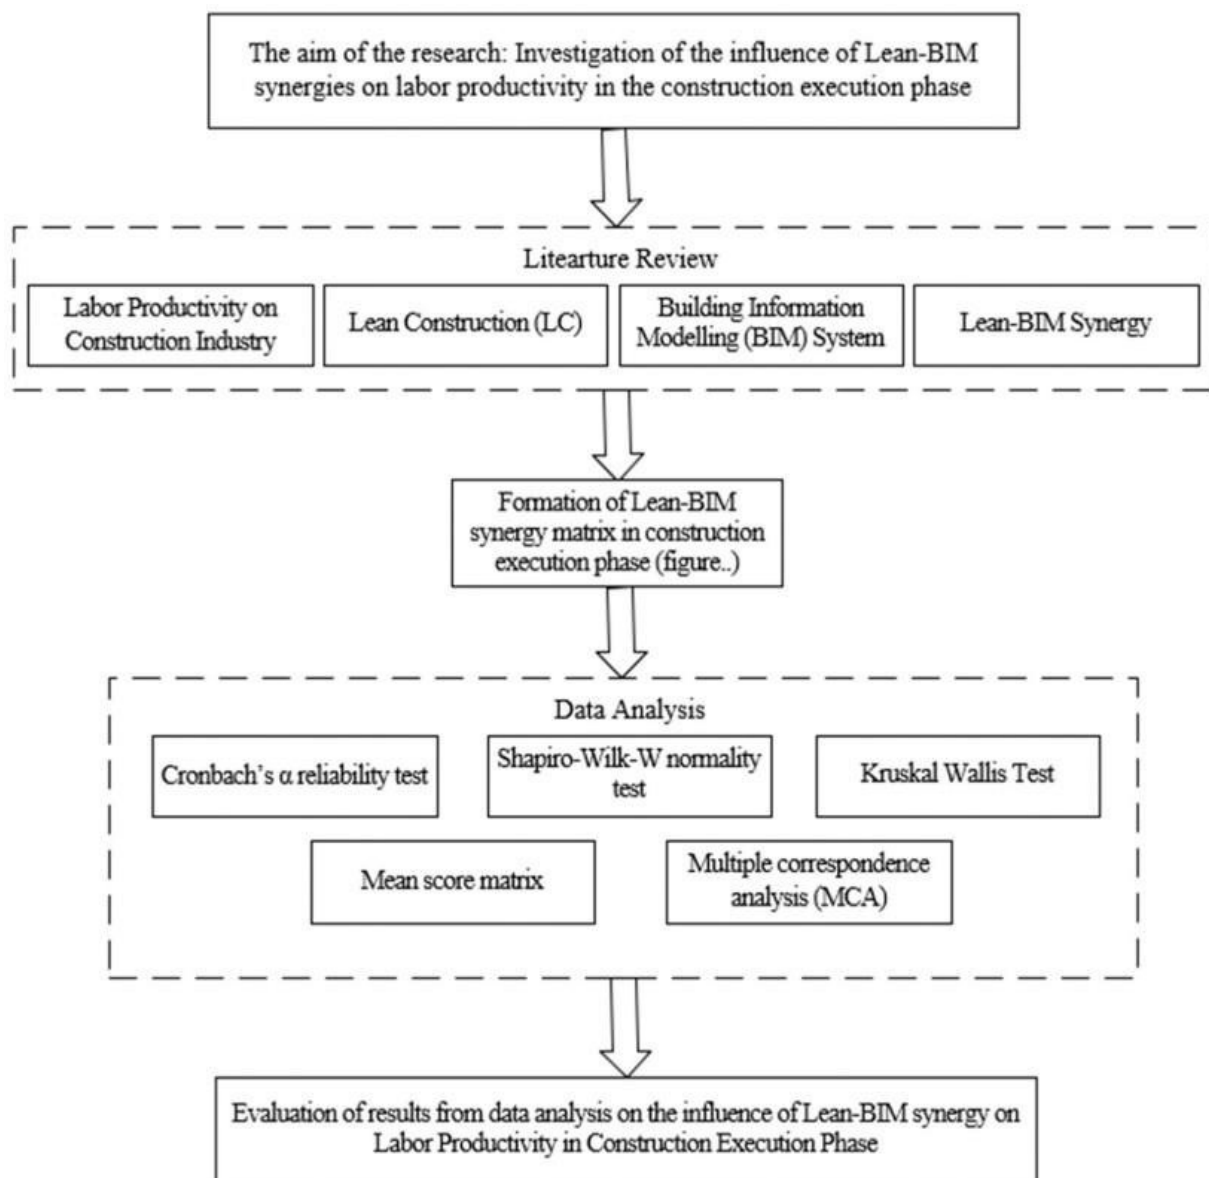 The aim of the research: Investigation of the influence of Lean-BIM
synergies on labor productivity in the construction execution phase
Litearture Review
Labor Productivity on
Construction Industry
Lean Construction (LC)
Building Information
Modelling (BIM) System
Lean-BIM Synergy
Formation of Lean-BIM
synergy matrix in construction
execution phase (figure..)
Data Analysis
Cronbach's α reliability test
Shapiro-Wilk-W normality
test
Kruskal Wallis Test
Mean score matrix
Multiple correspondence
analysis (MCA)
Evaluation of results from data analysis on the influence of Lean-BIM synergy on
Labor Productivity in Construction Execution Phase